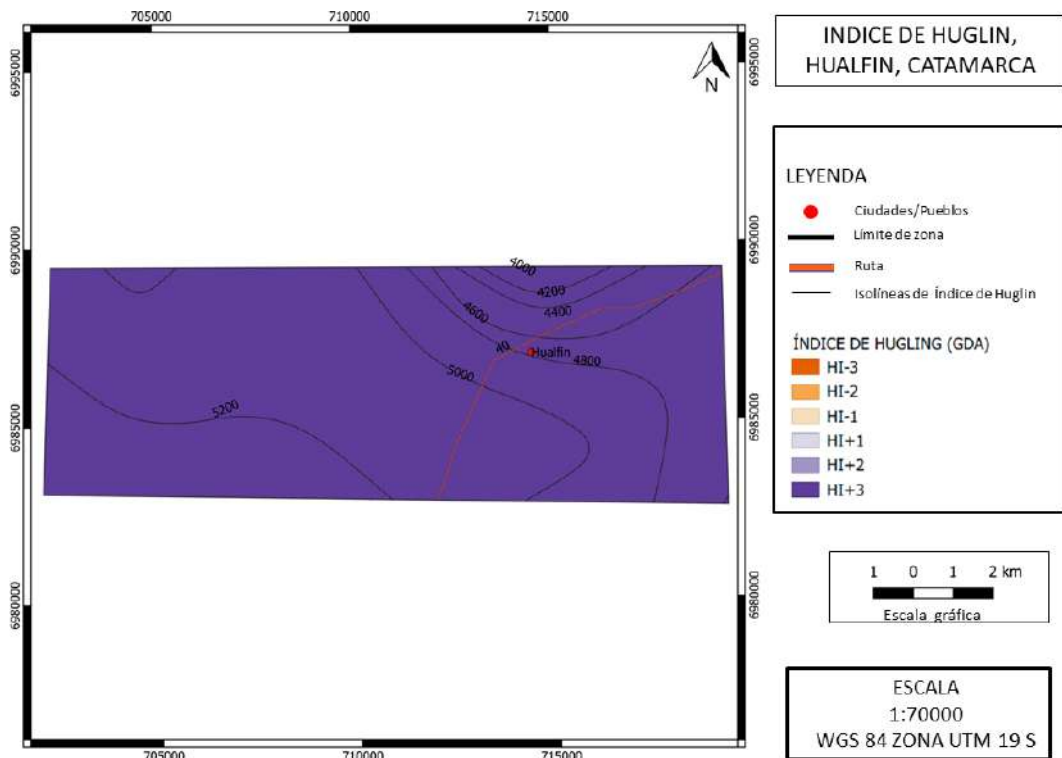 705000
710000
715000
6995000
6990000
6985000
6980000
6995000
6990000
6985000
6980000
705000
710000
715000
N
4000
4200
4400
4600
40
Hualfin
4800
5000
5200
INDICE DE HUGLIN,
HUALFIN, CATAMARCA
LEYENDA
Ciudades/Pueblos
Límite de zona
Ruta
Isolíneas de Índice de Huglin
ÍNDICE DE HUGLING (GDA)
HI-3
HI-2
HI-1
HI+1
HI+2
HI+3
1 0 1 2 km
Escala gráfica
ESCALA
1:70000
WGS 84 ZONA UTM 19 S